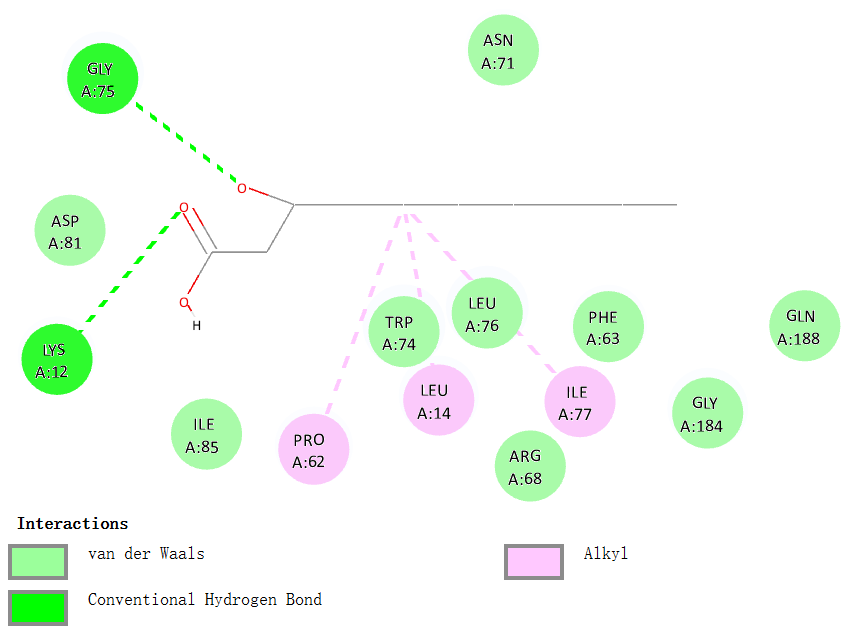 ASN
A:71
GLY
A:75
O
O
ASP
A:81
O
H
LYS
A:12
TRP
A:74
LEU
A:76
PHE
A:63
GLN
A:188
LEU
A:14
ILE
A:77
GLY
A:184
ILE
A:85
PRO
A:62
ARG
A:68
Interactions
van der Waals
Alkyl
Conventional Hydrogen Bond